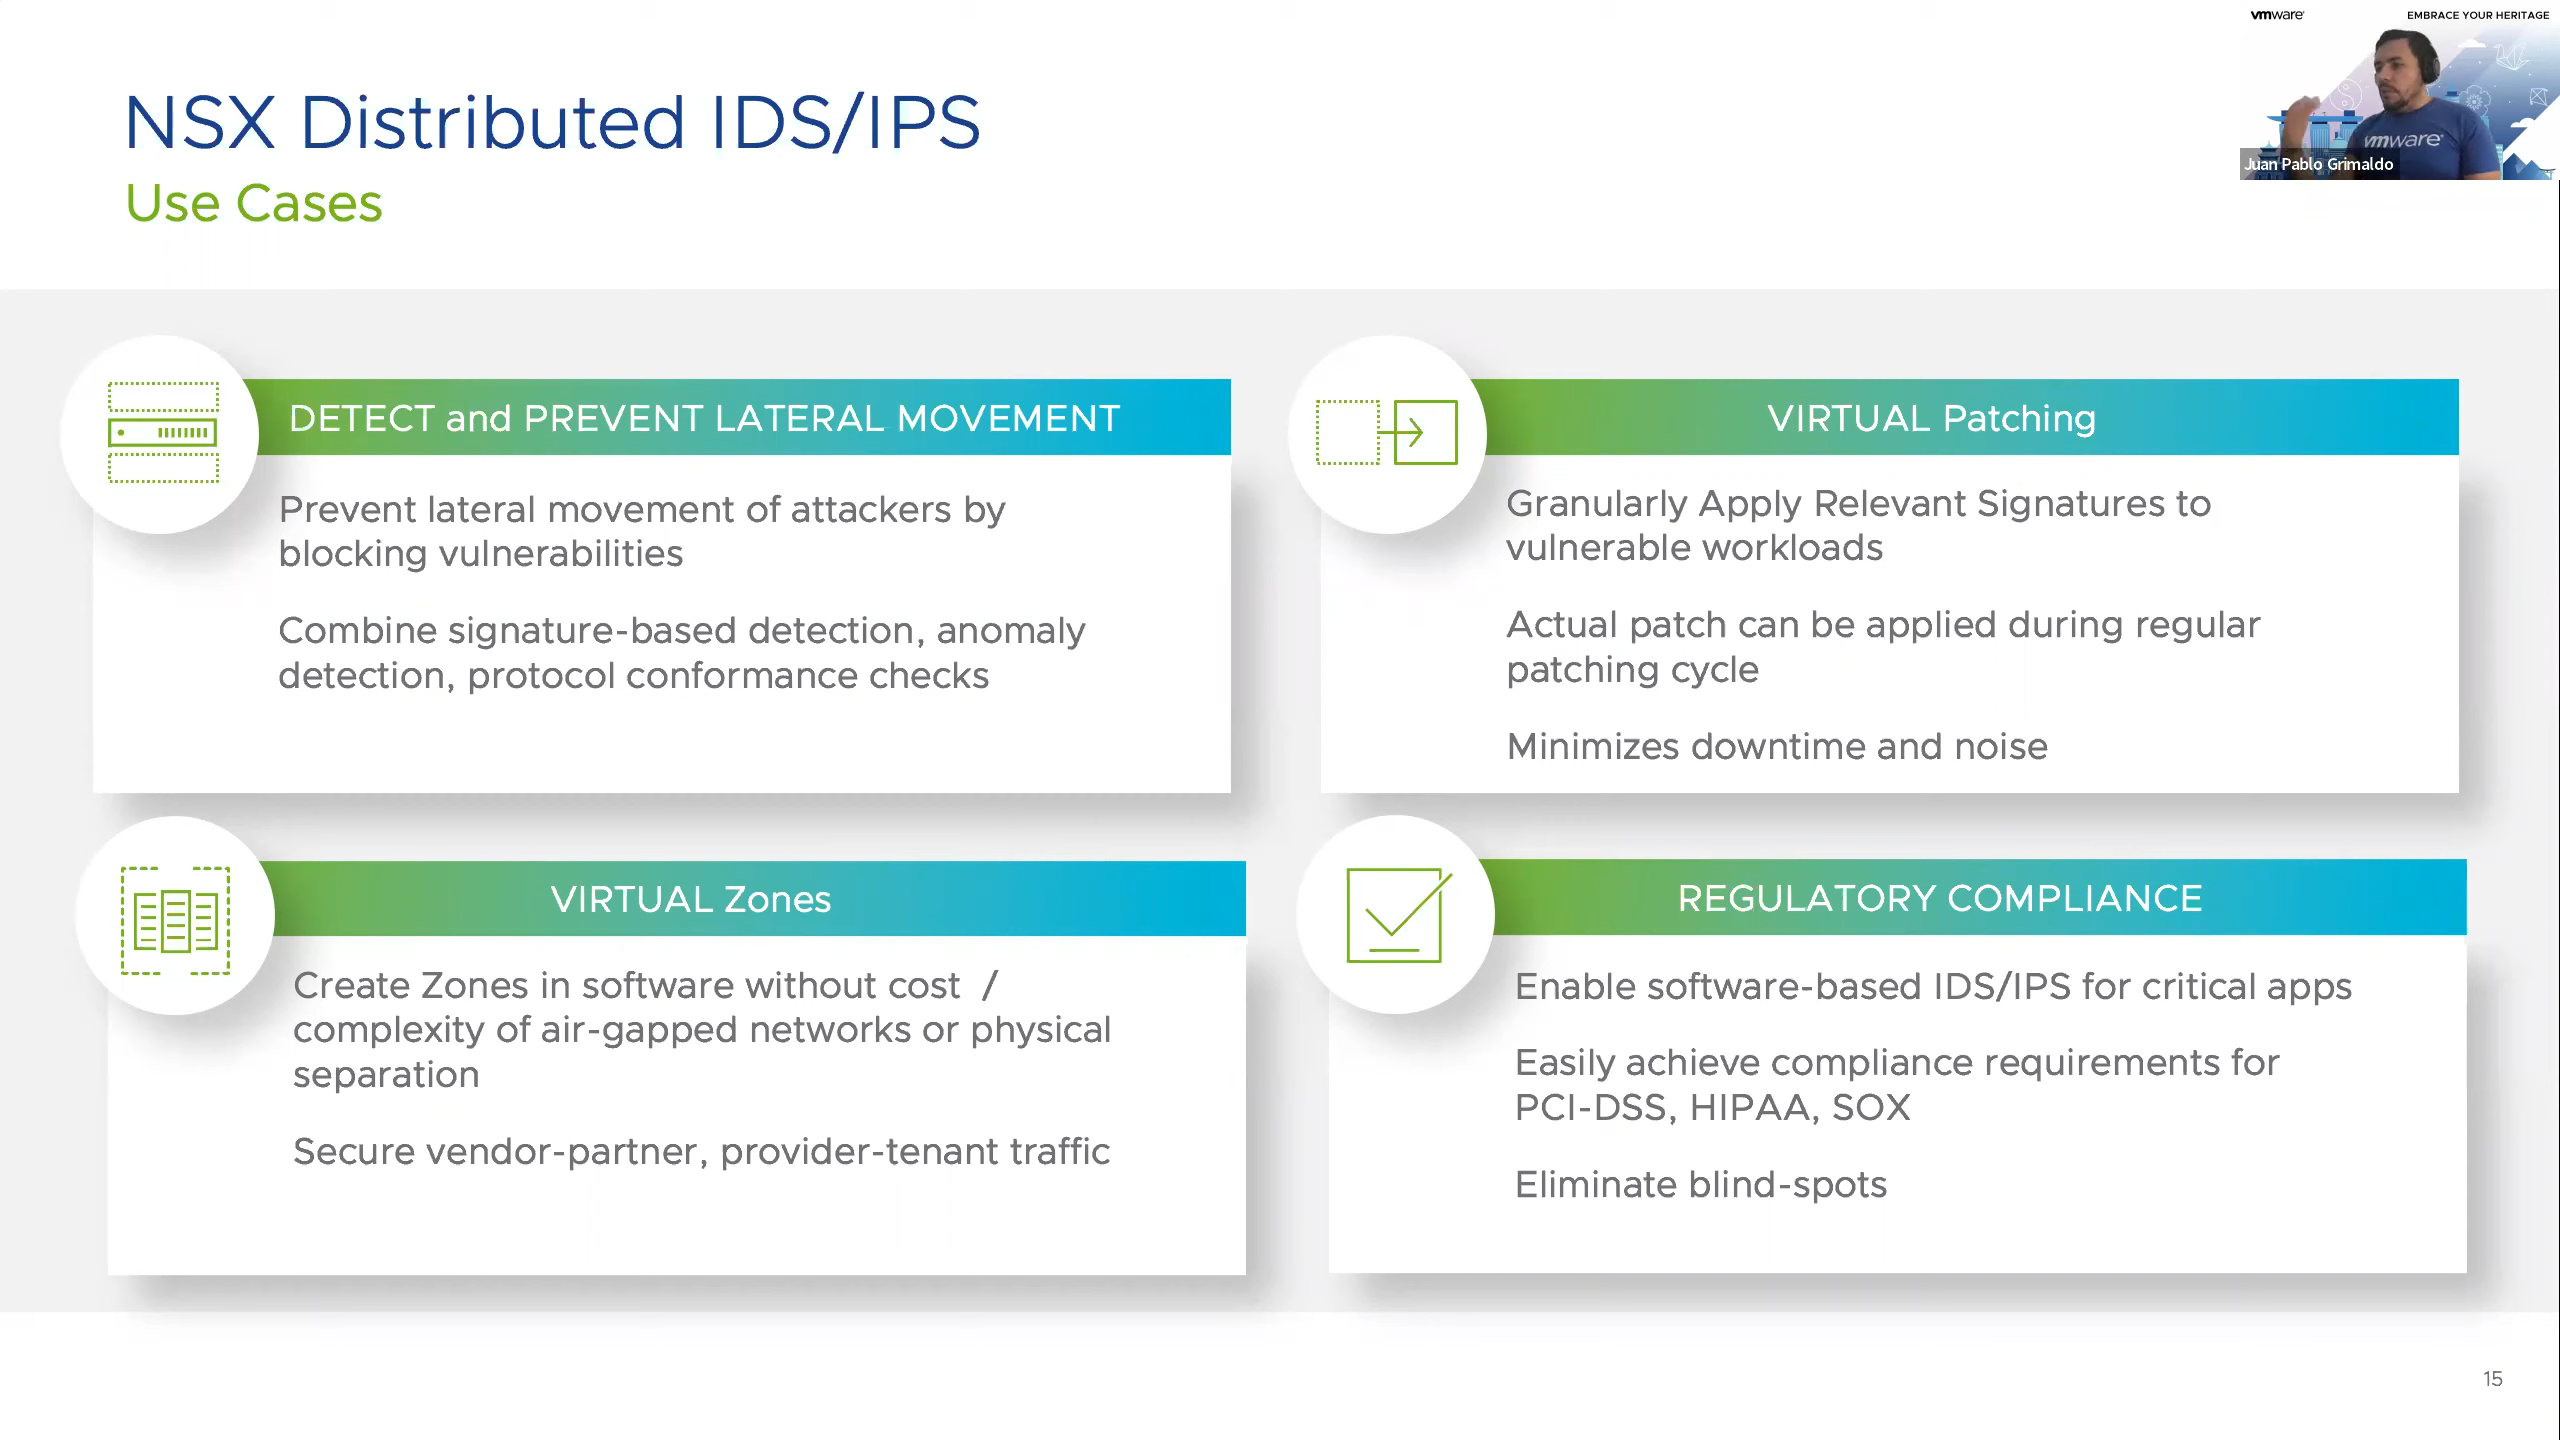 vmware®
EMBRACE YOUR HERITAGE
vmware®
Juan Pablo Grimaldo
NSX Distributed IDS/IPS
Use Cases
DETECT and PREVENT LATERAL MOVEMENT
Prevent lateral movement of attackers by
blocking vulnerabilities
Combine signature-based detection, anomaly
detection, protocol conformance checks
VIRTUAL Patching
Granularly Apply Relevant Signatures to
vulnerable workloads
Actual patch can be applied during regular
patching cycle
Minimizes downtime and noise
VIRTUAL Zones
Create Zones in software without cost /
complexity of air-gapped networks or physical
separation
Secure vendor-partner, provider-tenant traffic
REGULATORY COMPLIANCE
Enable software-based IDS/IPS for critical apps
Easily achieve compliance requirements for
PCI-DSS, HIPAA, SOX
Eliminate blind-spots
15